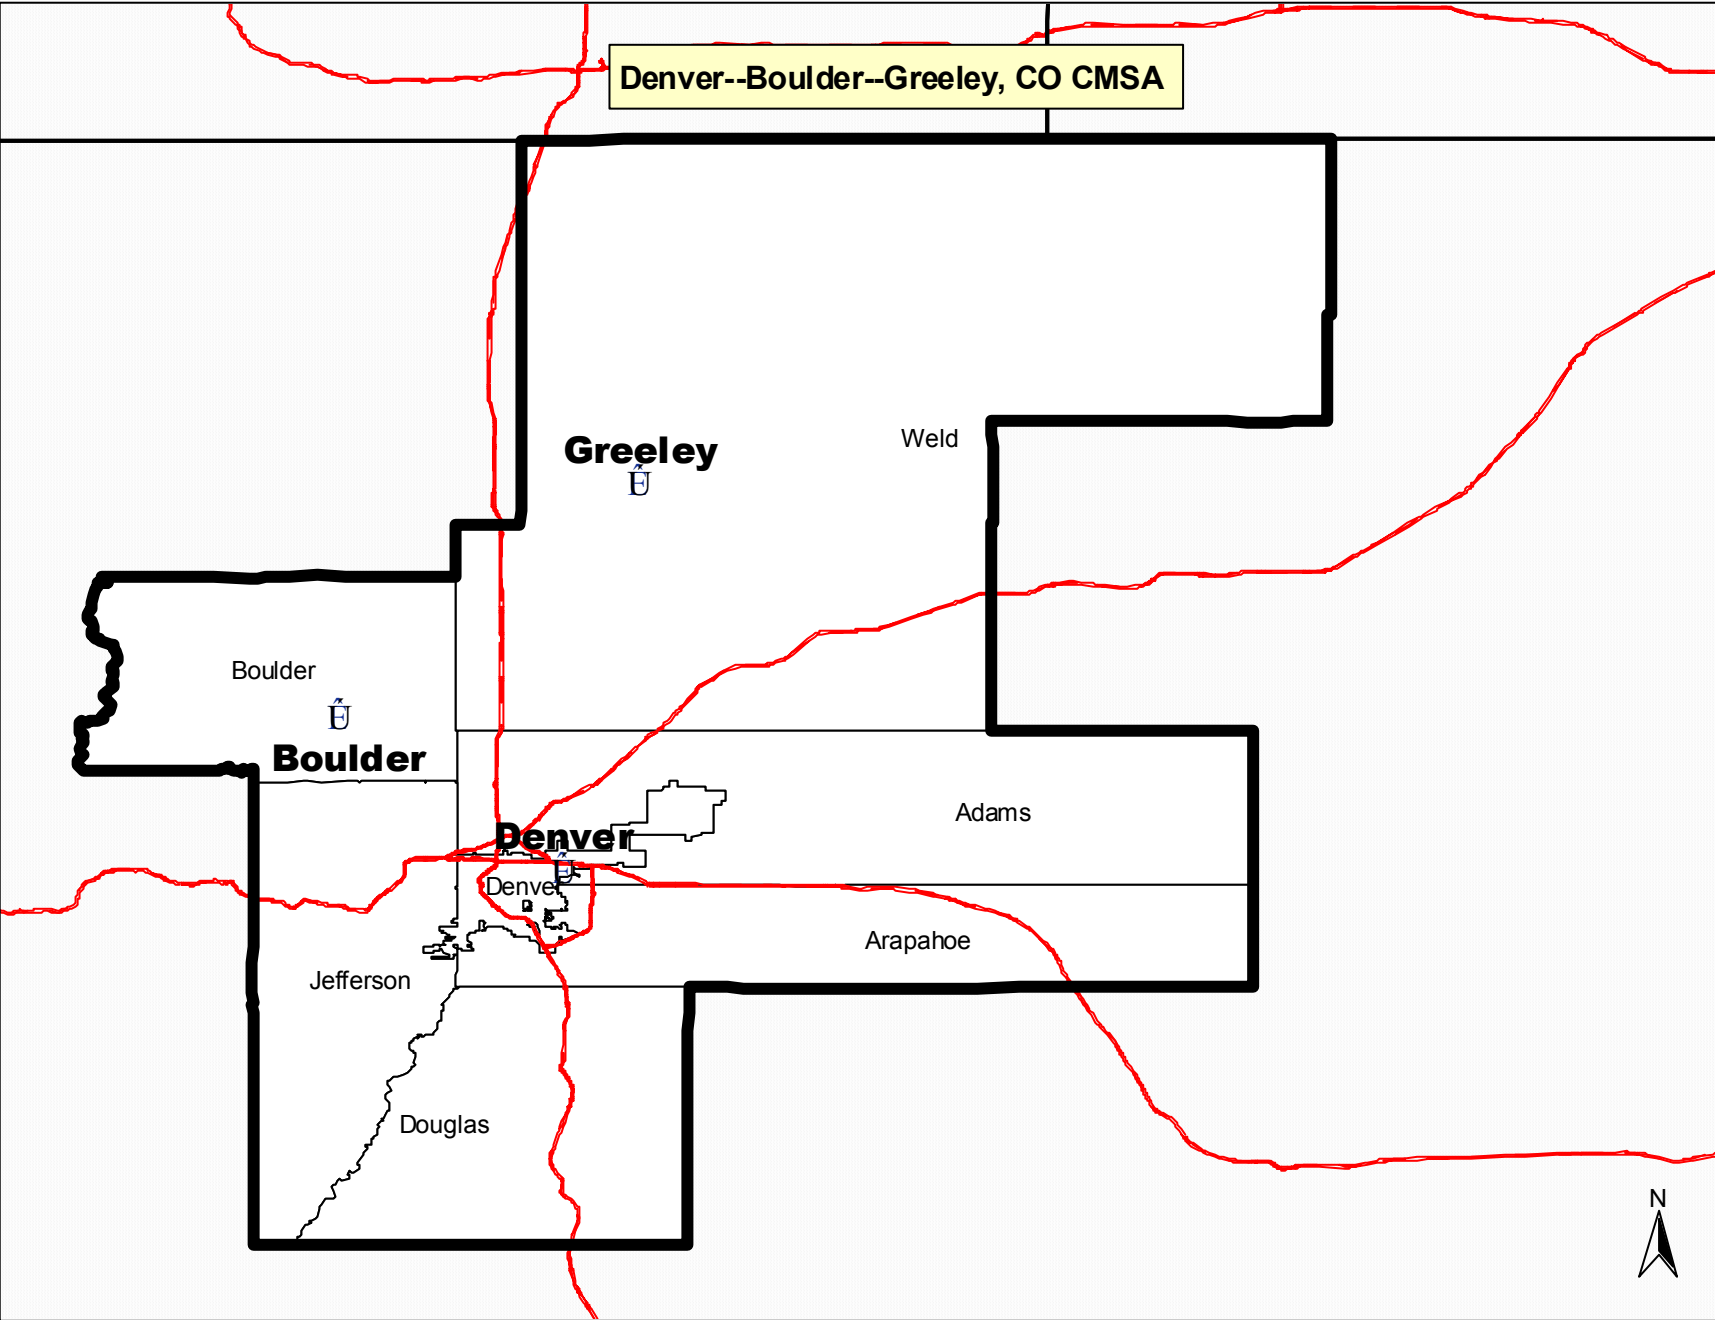 Denver--Boulder--Greeley, CO CMSA
Weld
Greeley
Boulder
Boulder
Adams
Denver
Denver
Arapahoe
Jefferson
Douglas
N